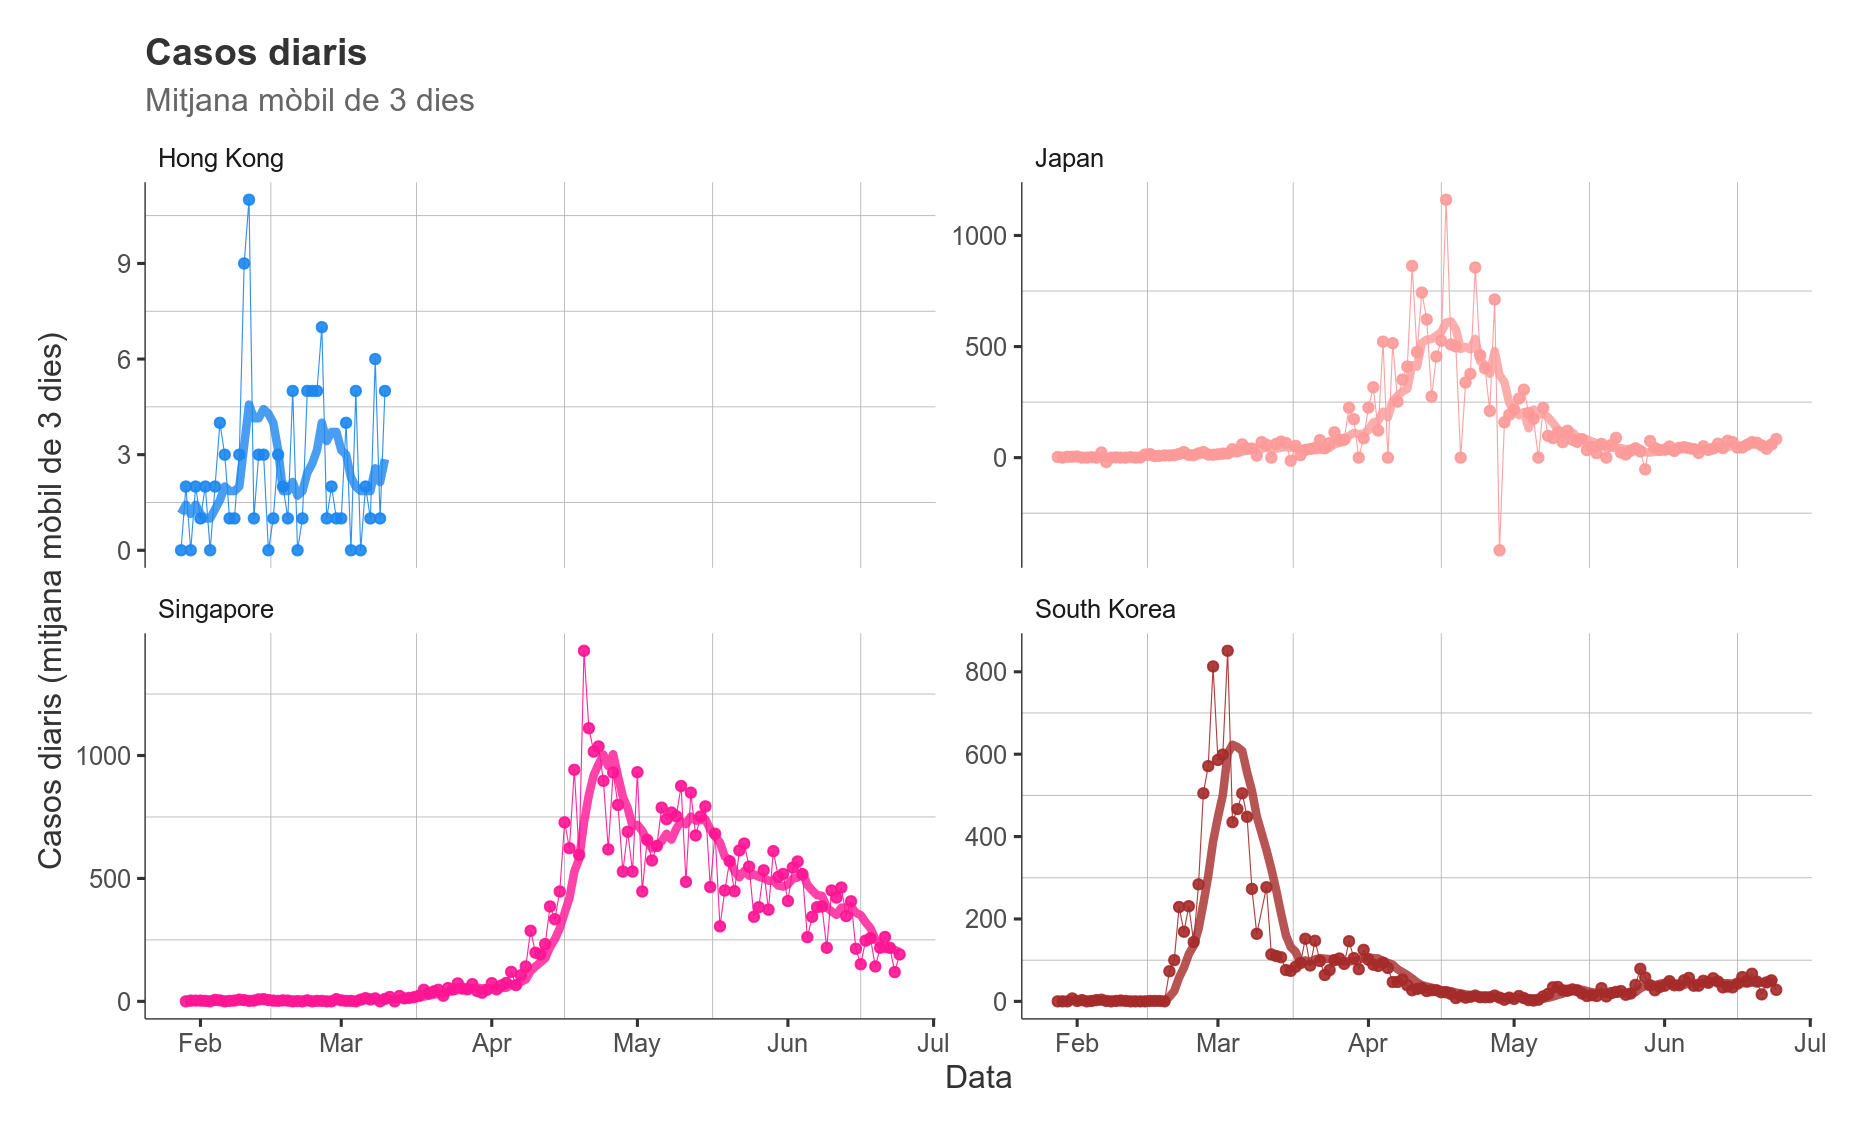 Casos diaris
Mitjana mòbil de 3 dies
Casos diaris (mitjana mòbil de 3 dies)
Hong Kong
9
6
3
0
Japan
1000
500
0
Singapore
1000
500
0
Feb Mar Apr May Jun Jul
South Korea
800
600
400
200
0
Feb Mar Apr May Jun Jul
Data